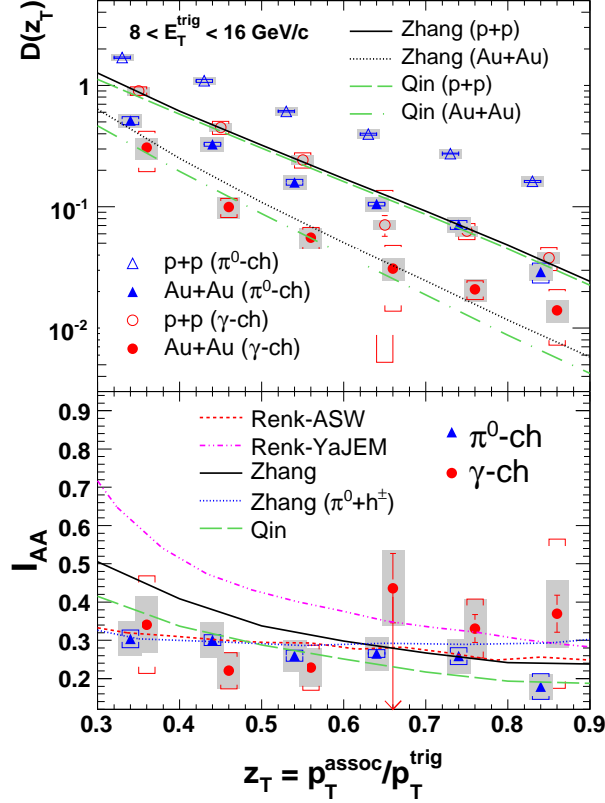 D(z_T)
8 < E_T^trig < 16 GeV/c
Zhang (p+p)
Zhang (Au+Au)
Qin (p+p)
Qin (Au+Au)
1
10^-1
10^-2
p+p (π^0-ch)
Au+Au (π^0-ch)
p+p (γ-ch)
Au+Au (γ-ch)
I_AA
0.9
0.8
0.7
0.6
0.5
0.4
0.3
0.2
Renk-ASW
Renk-YaJEM
Zhang
Zhang (π^0+h^±)
Qin
π^0-ch
γ-ch
0.3 0.4 0.5 0.6 0.7 0.8 0.9
z_T = p_T^assoc/p_T^trig